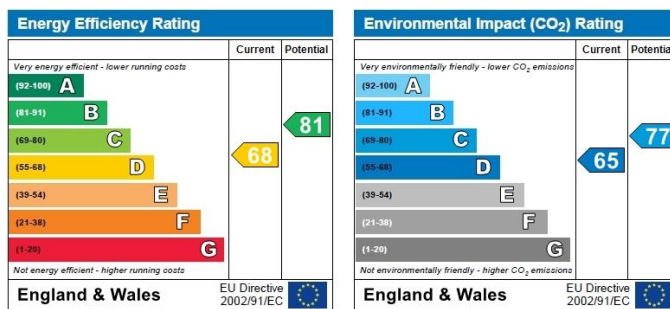 Energy Efficiency Rating
Current Potential
Very energy efficient - lower running costs
(92-100) A
(81-91) B
(69-80) C
(55-68) D
(39-54) E
(21-38) F
(1-20) G
68
81
Not energy efficient - higher running costs
England & Wales
EU Directive
2002/91/EC
Environmental Impact (CO₂) Rating
Current Potential
Very environmentally friendly - lower CO₂ emissions
(92-100) A
(81-91) B
(69-80) C
(55-68) D
(39-54) E
(21-38) F
(1-20) G
65
77
Not environmentally friendly - higher CO₂ emissions
England & Wales
EU Directive
2002/91/EC